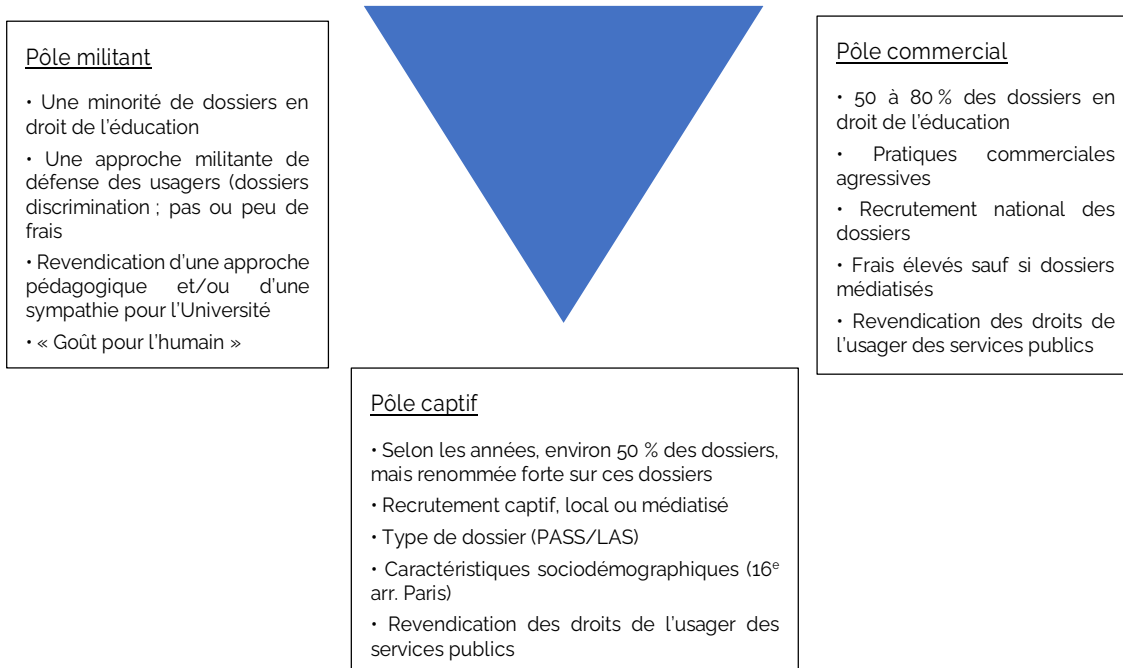 Pôle militant
• Une minorité de dossiers en
droit de l’éducation
• Une approche militante de
défense des usagers (dossiers
discrimination ; pas ou peu de
frais
• Revendication d’une approche
pédagogique et/ou d’une
sympathie pour l’Université
• « Goût pour l’humain »
Pôle commercial
• 50 à 80 % des dossiers en
droit de l’éducation
• Pratiques commerciales
agressives
• Recrutement national des
dossiers
• Frais élevés sauf si dossiers
médiatisés
• Revendication des droits de
l’usager des services publics
Pôle captif
• Selon les années, environ 50 % des dossiers,
mais renommée forte sur ces dossiers
• Recrutement captif, local ou médiatisé
• Type de dossier (PASS/LAS)
• Caractéristiques sociodémographiques (16e
arr. Paris)
• Revendication des droits de l’usager des
services publics